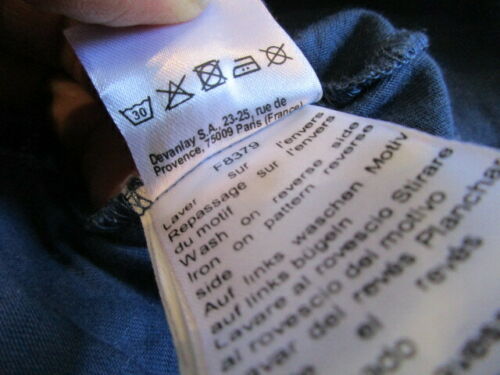 30
Devanlay S.A., 23-25, rue de
Provence, 75009 Paris (France)
F8379
Laver sur l'envers
Repassage sur l'envers
du motif
Wash on reverse side
Iron on pattern reverse
side
Auf links waschen Motiv
auf links bügeln
Lavare al rovescio Stirare
al rovescio del motivo
avar del revés Plancha
el revés